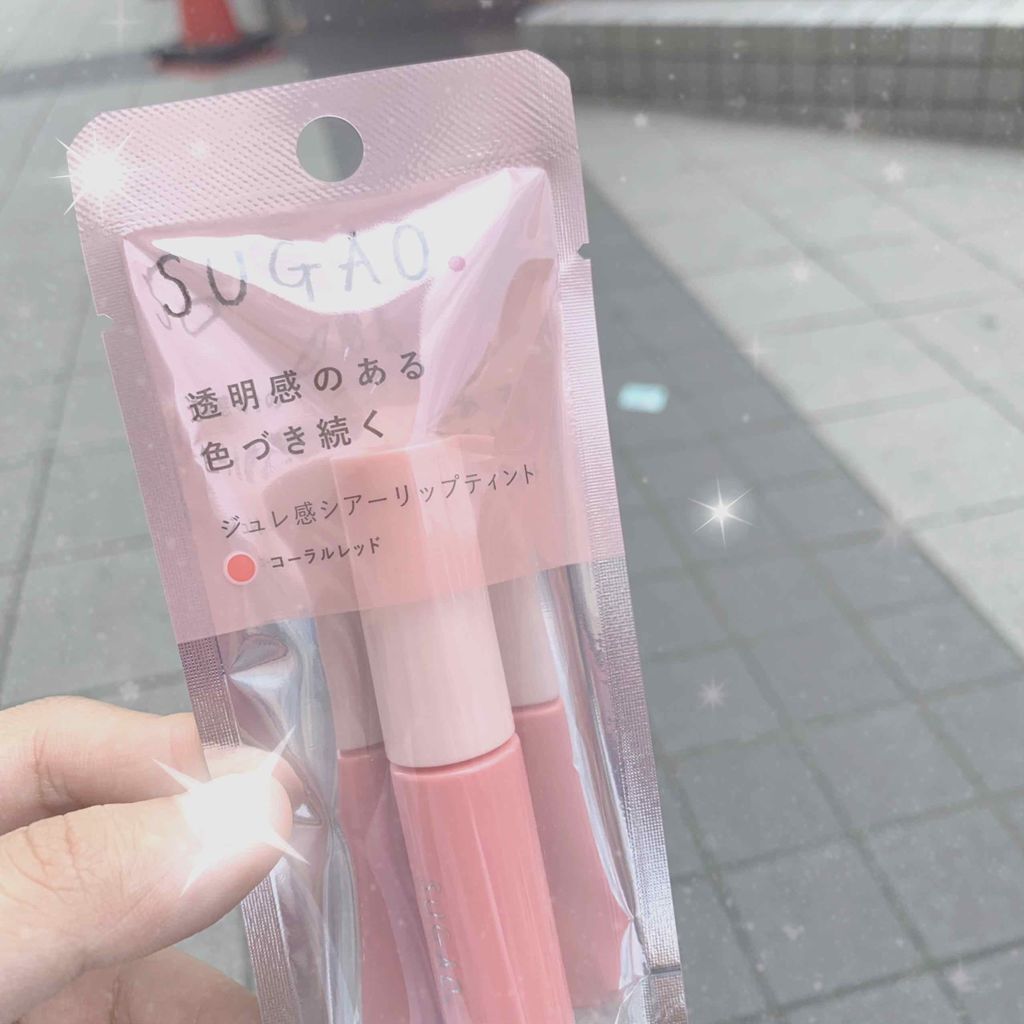 SUGAO
透明感のある
色づき続く
ジュレ感シアーリップティント
コーラルレッド
SUGAO